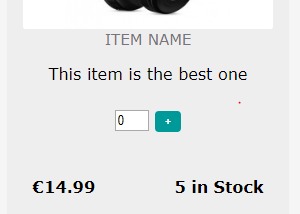 ITEM NAME
This item is the best one
0 +
€14.99 5 in Stock